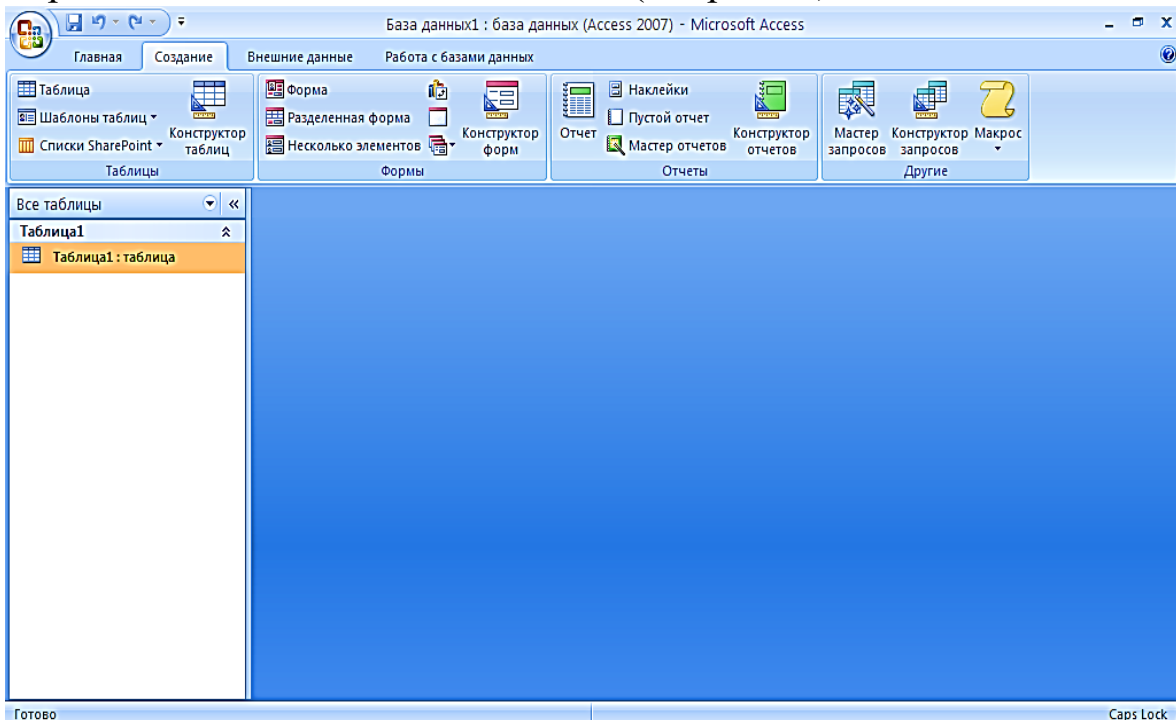 База данных1 : база данных (Access 2007) - Microsoft Access
Главная Создание Внешние данные Работа с базами данных
Таблица
Шаблоны таблиц
Списки SharePoint
Конструктор таблиц
Таблицы
Форма
Разделенная форма
Несколько элементов
Конструктор форм
Формы
Отчет
Наклейки
Пустой отчет
Мастер отчетов
Конструктор отчетов
Отчеты
Мастер запросов
Конструктор запросов
Макрос
Другие
Все таблицы
Таблица1
Таблица1 : таблица
Готово
Caps Lock